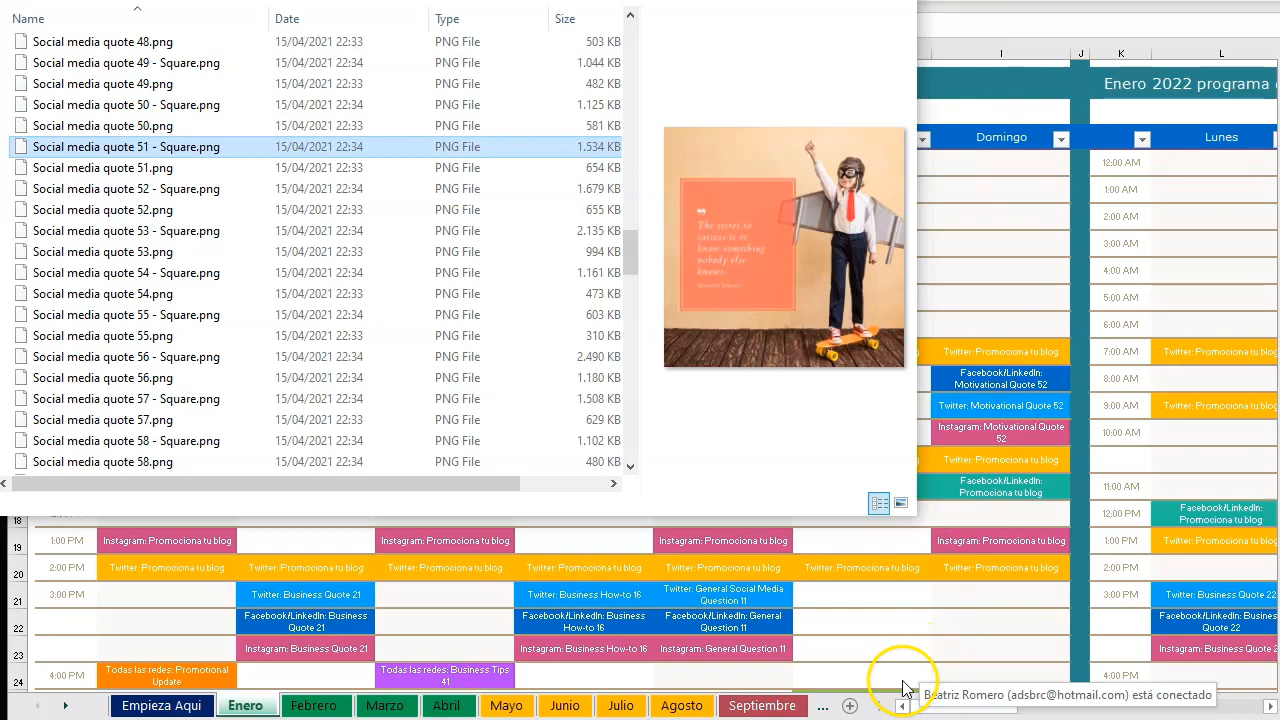 Name Date Type Size
Social media quote 48.png 15/04/2021 22:33 PNG File 503 KB
Social media quote 49 - Square.png 15/04/2021 22:34 PNG File 1.044 KB
Social media quote 49.png 15/04/2021 22:33 PNG File 482 KB
Social media quote 50 - Square.png 15/04/2021 22:34 PNG File 1.125 KB
Social media quote 50.png 15/04/2021 22:33 PNG File 581 KB
Social media quote 51 - Square.png 15/04/2021 22:34 PNG File 1.534 KB
Social media quote 51.png 15/04/2021 22:33 PNG File 654 KB
Social media quote 52 - Square.png 15/04/2021 22:34 PNG File 1.679 KB
Social media quote 52.png 15/04/2021 22:33 PNG File 655 KB
Social media quote 53 - Square.png 15/04/2021 22:34 PNG File 2.135 KB
Social media quote 53.png 15/04/2021 22:33 PNG File 994 KB
Social media quote 54 - Square.png 15/04/2021 22:34 PNG File 1.161 KB
Social media quote 54.png 15/04/2021 22:33 PNG File 473 KB
Social media quote 55 - Square.png 15/04/2021 22:34 PNG File 603 KB
Social media quote 55.png 15/04/2021 22:33 PNG File 310 KB
Social media quote 56 - Square.png 15/04/2021 22:34 PNG File 2.490 KB
Social media quote 56.png 15/04/2021 22:34 PNG File 1.180 KB
Social media quote 57 - Square.png 15/04/2021 22:34 PNG File 1.508 KB
Social media quote 57.png 15/04/2021 22:33 PNG File 629 KB
Social media quote 58 - Square.png 15/04/2021 22:34 PNG File 1.102 KB
Social media quote 58.png 15/04/2021 22:34 PNG File 480 KB
The secret to
success is to
know something
nobody else
knows.
I J K L
Enero 2022 programa
Domingo Lunes
12:00 AM
1:00 AM
2:00 AM
3:00 AM
4:00 AM
5:00 AM
6:00 AM
Twitter: Promociona tu blog 7:00 AM Twitter: Promociona tu blog
Facebook/LinkedIn:
Motivational Quote 52 8:00 AM
Twitter: Motivational Quote 52 9:00 AM Twitter: Promociona tu blog
Instagram: Motivational Quote
52 10:00 AM
Twitter: Promociona tu blog
Facebook/LinkedIn:
Promociona tu blog 11:00 AM
12:00 PM Facebook/LinkedIn:
Promociona tu blog
18
19 1:00 PM Instagram: Promociona tu blog Instagram: Promociona tu blog Instagram: Promociona tu blog Instagram: Promociona tu blog 1:00 PM Twitter: Promociona tu blog
20 2:00 PM Twitter: Promociona tu blog Twitter: Promociona tu blog Twitter: Promociona tu blog Twitter: Promociona tu blog Twitter: Promociona tu blog Twitter: Promociona tu blog Twitter: Promociona tu blog 2:00 PM
3:00 PM Twitter: Business Quote 21 Twitter: Business How-to 16 Twitter: General Social Media
Question 11 3:00 PM Twitter: Business Quote 22
22 Facebook/LinkedIn: Business
Quote 21 Facebook/LinkedIn: Business
How-to 16 Facebook/LinkedIn: General
Question 11 Facebook/LinkedIn: Business
Quote 22
23 Instagram: Business Quote 21 Instagram: Business How-to 16 Instagram: General Question 11 Instagram: Business Quote
24 4:00 PM Todas las redes: Promotional
Update Todas las redes: Business Tips
41 4:00 PM
Beatriz Romero (adsbrc@hotmail.com) está conectado
Empieza Aqui Enero Febrero Marzo Abril Mayo Junio Julio Agosto Septiembre ...